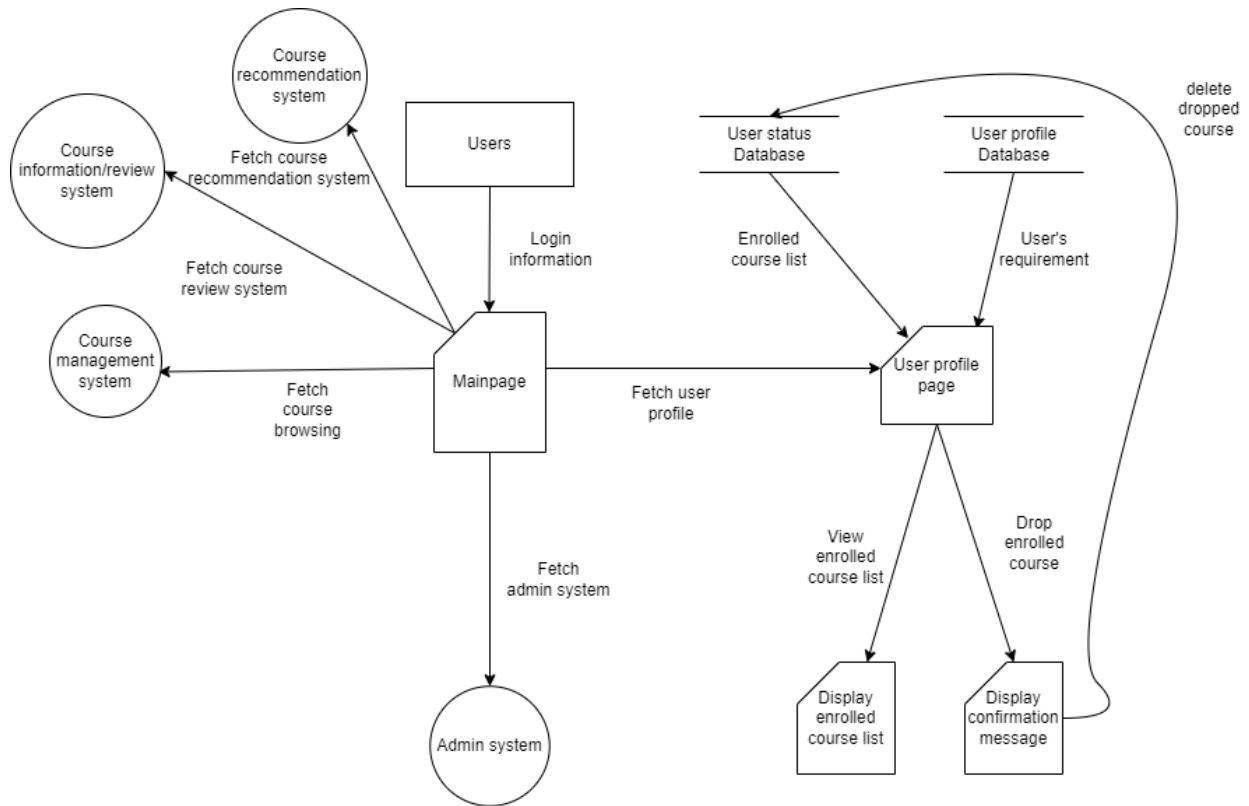 Course
recommendation
system
Course
information/review
system
Users
User status
Database
User profile
Database
delete
dropped
course
Fetch course
recommendation system
Login
information
Enrolled
course list
User's
requirement
Fetch course
review system
Course
management
system
Fetch
course
browsing
Mainpage
Fetch user
profile
User profile
page
View
enrolled
course list
Drop
enrolled
course
Fetch
admin system
Admin system
Display
enrolled
course list
Display
confirmation
message